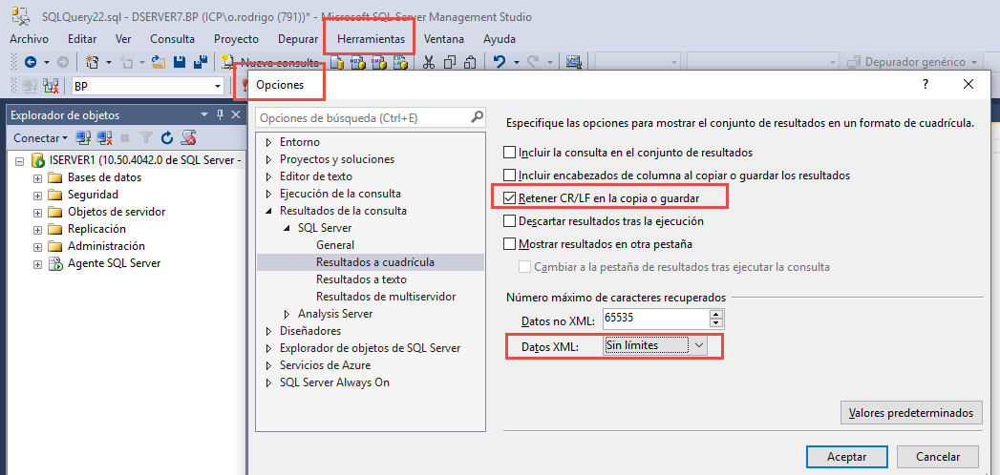 SQLQuery22.sql - DSERVER7.BP (ICP\o.rodrigo (791))* - Microsoft SQL Server Management Studio
Archivo Editar Ver Consulta Proyecto Depurar Herramientas Ventana Ayuda
Nueva consulta
Depurador genérico
BP
Opciones
?
Explorador de objetos
Conectar
ISERVER1 (10.50.4042.0 de SQL Server -
Bases de datos
Seguridad
Objetos de servidor
Replicación
Administración
Agente SQL Server
Opciones de búsqueda (Ctrl+E)
Entorno
Proyectos y soluciones
Editor de texto
Ejecución de la consulta
Resultados de la consulta
SQL Server
General
Resultados a cuadrícula
Resultados a texto
Resultados de multiservidor
Analysis Server
Diseñadores
Explorador de objetos de SQL Server
Servicios de Azure
SQL Server Always On
Especifique las opciones para mostrar el conjunto de resultados en un formato de cuadrícula.
Incluir la consulta en el conjunto de resultados
Incluir encabezados de columna al copiar o guardar los resultados
Retener CR/LF en la copia o guardar
Descartar resultados tras la ejecución
Mostrar resultados en otra pestaña
Cambiar a la pestaña de resultados tras ejecutar la consulta
Número máximo de caracteres recuperados
Datos no XML: 65535
Datos XML: Sin límites
Valores predeterminados
Aceptar Cancelar